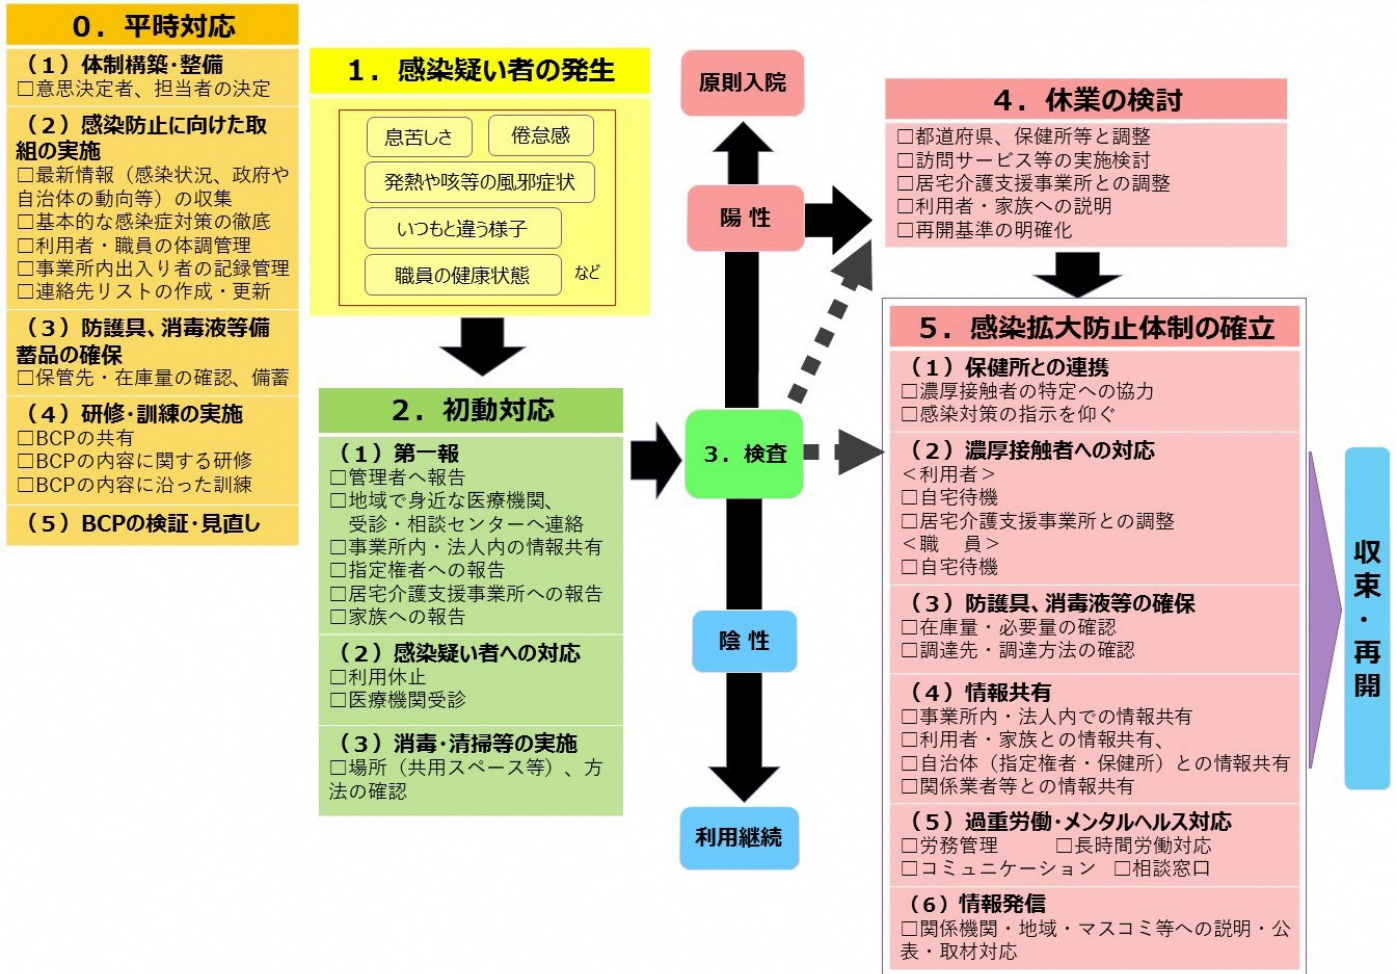 0．平時対応
（1）体制構築・整備
□意思決定者、担当者の決定
（2）感染防止に向けた取
組の実施
□最新情報（感染状況、政府や
自治体の動向等）の収集
□基本的な感染症対策の徹底
□利用者・職員の体調管理
□事業所内出入り者の記録管理
□連絡先リストの作成・更新
（3）防護具、消毒液等備
蓄品の確保
□保管先・在庫量の確認、備蓄
（4）研修・訓練の実施
□BCPの共有
□BCPの内容に関する研修
□BCPの内容に沿った訓練
（5）BCPの検証・見直し
1．感染疑い者の発生
息苦しさ
倦怠感
発熱や咳等の風邪症状
いつもと違う様子
職員の健康状態
など
2．初動対応
（1）第一報
□管理者へ報告
□地域で身近な医療機関、
受診・相談センターへ連絡
□事業所内・法人内の情報共有
□指定権者への報告
□居宅介護支援事業所への報告
□家族への報告
（2）感染疑い者への対応
□利用休止
□医療機関受診
（3）消毒・清掃等の実施
□場所（共用スペース等）、方
法の確認
原則入院
陽性
3．検査
陰性
利用継続
4．休業の検討
□都道府県、保健所等と調整
□訪問サービス等の実施検討
□居宅介護支援事業所との調整
□利用者・家族への説明
□再開基準の明確化
5．感染拡大防止体制の確立
（1）保健所との連携
□濃厚接触者の特定への協力
□感染対策の指示を仰ぐ
（2）濃厚接触者への対応
＜利用者＞
□自宅待機
□居宅介護支援事業所との調整
＜職　員＞
□自宅待機
（3）防護具、消毒液等の確保
□在庫量・必要量の確認
□調達先・調達方法の確認
（4）情報共有
□事業所内・法人内での情報共有
□利用者・家族との情報共有、
□自治体（指定権者・保健所）との情報共有
□関係業者等との情報共有
（5）過重労働・メンタルヘルス対応
□労務管理　□長時間労働対応
□コミュニケーション　□相談窓口
（6）情報発信
□関係機関・地域・マスコミ等への説明・公
表・取材対応
収束・再開